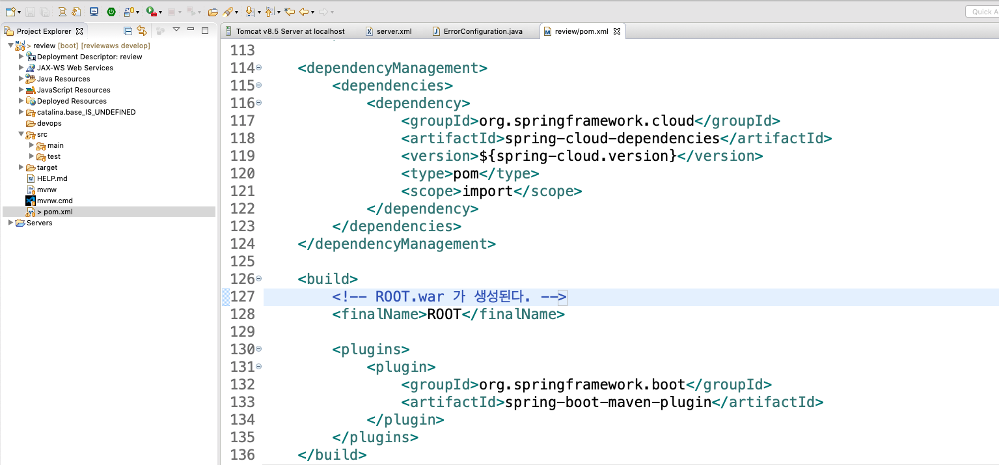 Quick A
Project Explorer
> review [boot] [reviewaws develop]
Deployment Descriptor: review
JAX-WS Web Services
Java Resources
JavaScript Resources
Deployed Resources
catalina.base_IS_UNDEFINED
devops
src
main
test
target
HELP.md
mvnw
mvnw.cmd
> pom.xml
Servers
Tomcat v8.5 Server at localhost
server.xml
ErrorConfiguration.java
review/pom.xml
113
114 <dependencyManagement>
115 <dependencies>
116 <dependency>
117 <groupId>org.springframework.cloud</groupId>
118 <artifactId>spring-cloud-dependencies</artifactId>
119 <version>${spring-cloud.version}</version>
120 <type>pom</type>
121 <scope>import</scope>
122 </dependency>
123 </dependencies>
124 </dependencyManagement>
125
126 <build>
127 <!-- ROOT.war 가 생성된다. -->
128 <finalName>ROOT</finalName>
129
130 <plugins>
131 <plugin>
132 <groupId>org.springframework.boot</groupId>
133 <artifactId>spring-boot-maven-plugin</artifactId>
134 </plugin>
135 </plugins>
136 </build>